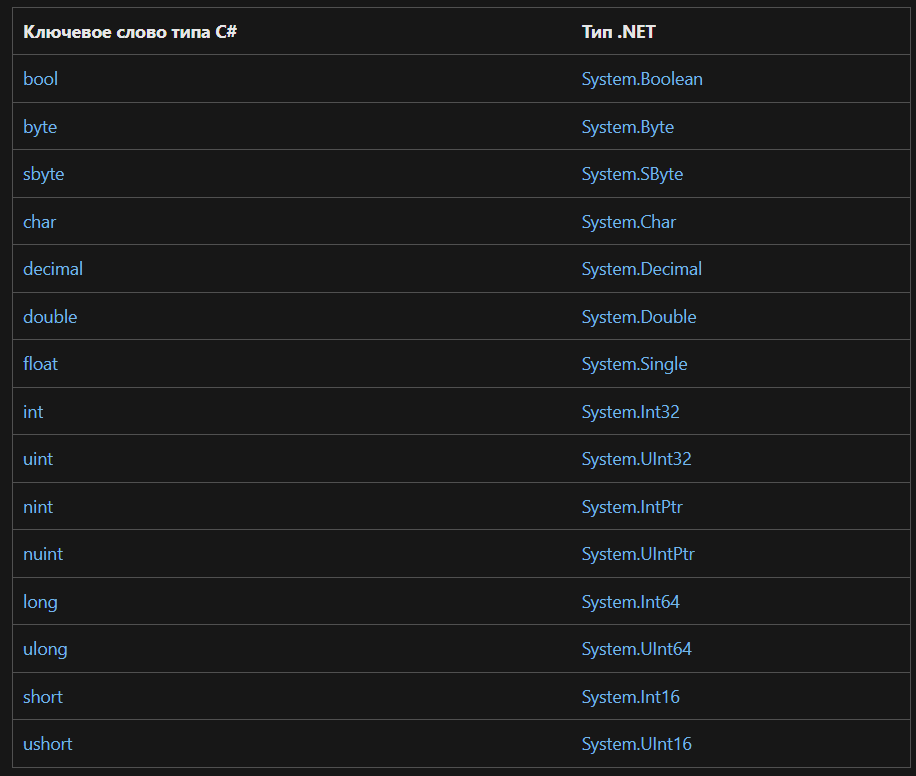 Ключевое слово типа C# Тип .NET
bool System.Boolean
byte System.Byte
sbyte System.SByte
char System.Char
decimal System.Decimal
double System.Double
float System.Single
int System.Int32
uint System.UInt32
nint System.IntPtr
nuint System.UIntPtr
long System.Int64
ulong System.UInt64
short System.Int16
ushort System.UInt16